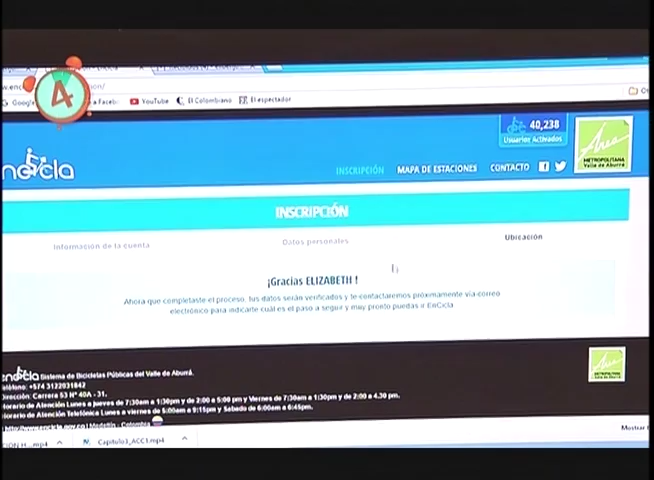 4
YouTube El Colombiano El espectador
40,238
Usuarios Activados
encicla
INSCRIPCIÓN MAPA DE ESTACIONES CONTACTO
Área
METROPOLITANA
Valle de Aburrá
INSCRIPCIÓN
Información de la cuenta Datos personales Ubicación
¡Gracias ELIZABETH !
Ahora que completaste el proceso, tus datos serán verificados y te contactaremos próximamente vía correo
electrónico para indicarte cuál es el paso a seguir y muy pronto puedas ir EnCicla
encicla Sistema de Bicicletas Públicas del Valle de Aburrá.
Teléfono: +574 3122031842
Dirección: Carrera 53 Nº 40A - 31.
Horario de Atención Lunes a jueves de 7:30am a 1:30pm y de 2:00 a 5:00 pm y Viernes de 7:30am a 1:30pm y de 2:00 a 4.30 pm.
Horario de Atención Telefónica Lunes a viernes de 5:00am a 9:15pm y Sabado de 6:00am a 6:45pm.
Medellín - Colombia
Capitulo3_ACC1.mp4
Mostrar